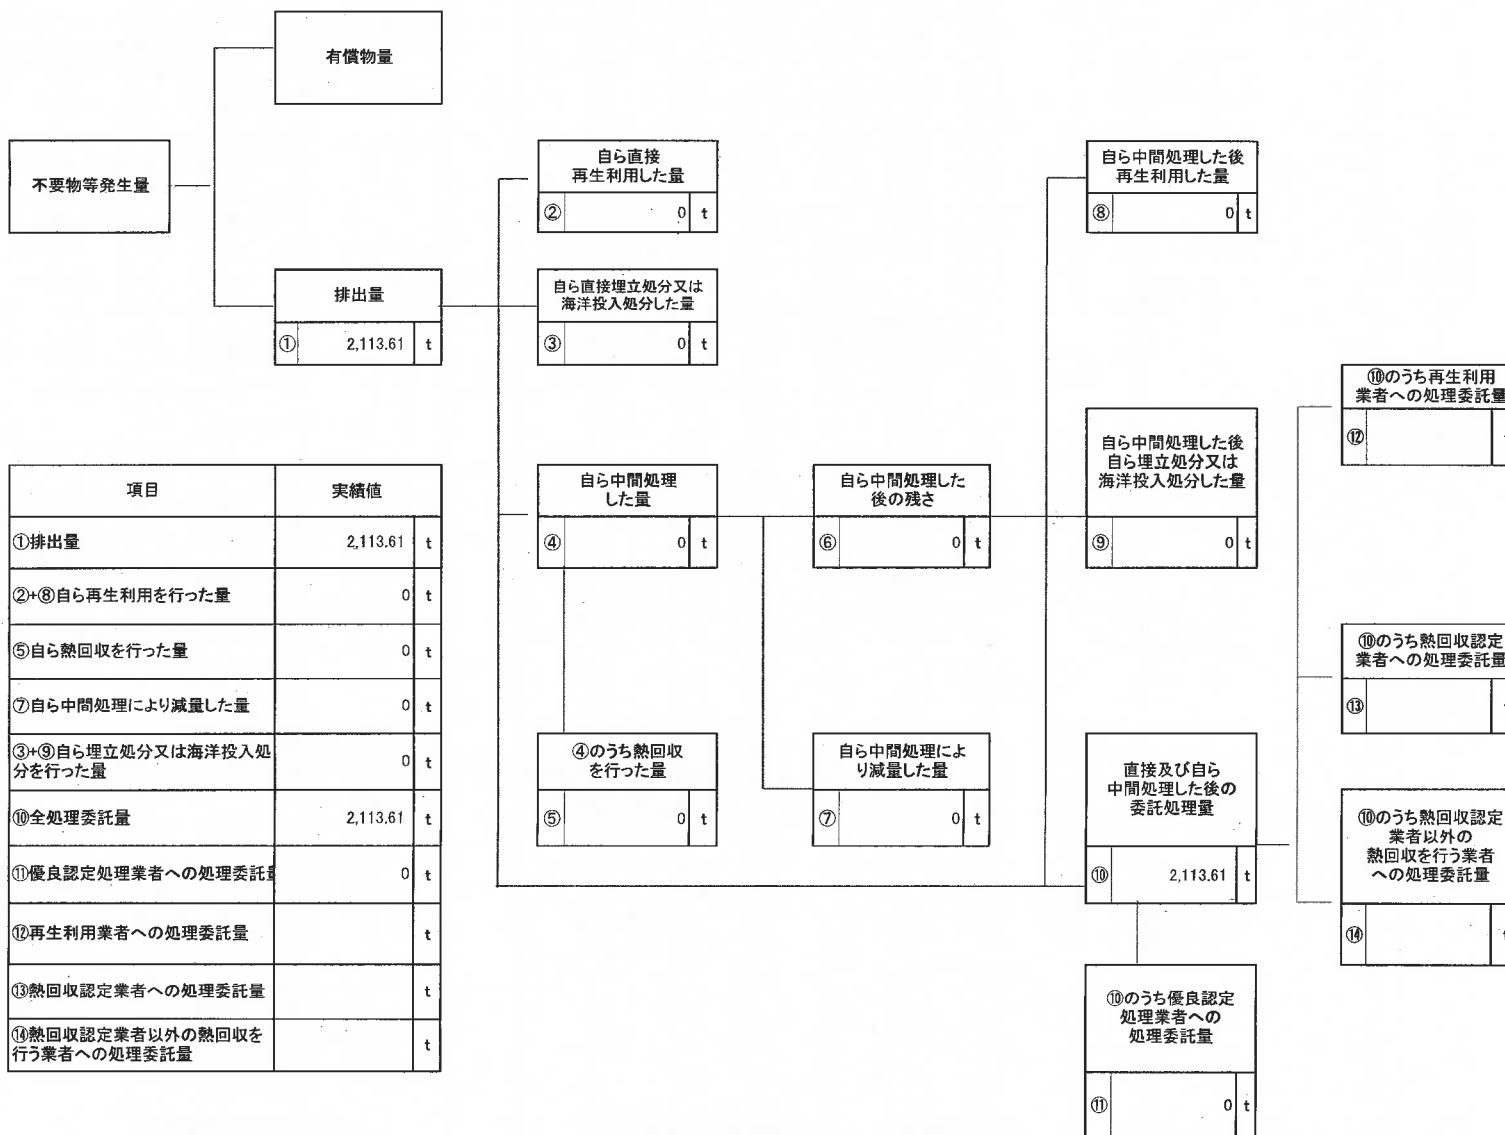 有償物量
不要物等発生量
排出量
① 2,113.61 t
自ら直接
再生利用した量
② 0 t
自ら直接埋立処分又は
海洋投入処分した量
③ 0 t
自ら中間処理
した量
④ 0 t
④のうち熱回収
を行った量
⑤ 0 t
自ら中間処理した
後の残さ
⑥ 0 t
自ら中間処理によ
り減量した量
⑦ 0 t
自ら中間処理した後
再生利用した量
⑧ 0 t
自ら中間処理した後
自ら埋立処分又は
海洋投入処分した量
⑨ 0 t
直接及び自ら
中間処理した後の
委託処理量
⑩ 2,113.61 t
⑩のうち優良認定
処理業者への
処理委託量
⑪ 0 t
⑩のうち再生利用
業者への処理委託量
⑫
⑩のうち熱回収認定
業者への処理委託量
⑬
⑩のうち熱回収認定
業者以外の
熱回収を行う業者
への処理委託量
⑭
項目 実績値
①排出量 2,113.61 t
②+⑧自ら再生利用を行った量 0 t
⑤自ら熱回収を行った量 0 t
⑦自ら中間処理により減量した量 0 t
③+⑨自ら埋立処分又は海洋投入処
分を行った量 0 t
⑩全処理委託量 2,113.61 t
⑪優良認定処理業者への処理委託量 0 t
⑫再生利用業者への処理委託量 t
⑬熱回収認定業者への処理委託量 t
⑭熱回収認定業者以外の熱回収を
行う業者への処理委託量 t